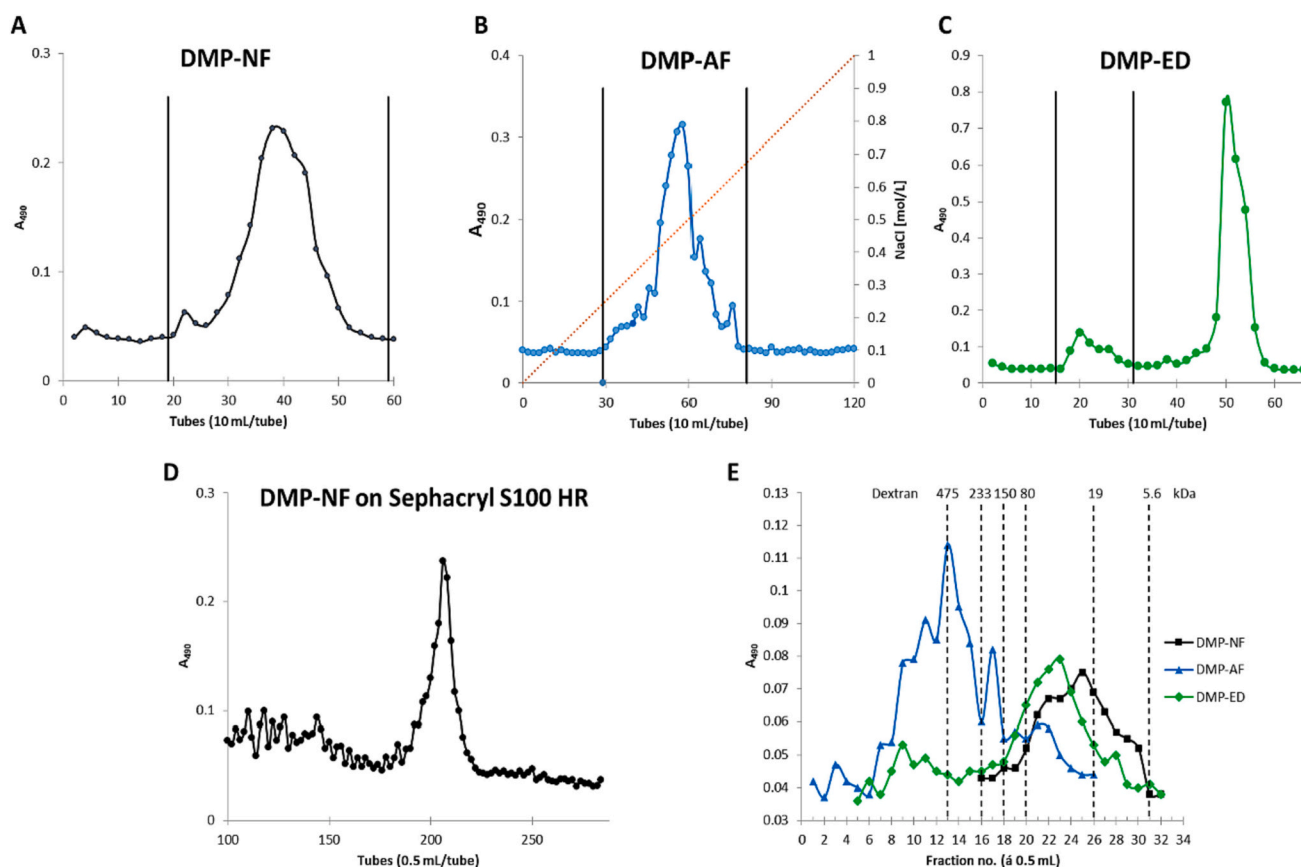 A
DMP-NF
0.3
0.2
0.1
0
A490
0 10 20 30 40 50 60
Tubes (10 mL/tube)
B
DMP-AF
0.4
0.3
0.2
0.1
0
A490
1
0.9
0.8
0.7
0.6
0.5
0.4
0.3
0.2
0.1
0
NaCl [mol/L]
0 30 60 90 120
Tubes (10 mL/tube)
C
DMP-ED
0.9
0.8
0.7
0.6
0.5
0.4
0.3
0.2
0.1
0
A490
0 20 40 60
Tubes (10 mL/tube)
D
DMP-NF on Sephacryl S100 HR
0.3
0.2
0.1
0
A490
100 150 200 250
Tubes (0.5 mL/tube)
E
Dextran 475 233 150 80 19 5.6 kDa
0.13
0.12
0.11
0.10
0.09
0.08
0.07
0.06
0.05
0.04
0.03
A490
DMP-NF
DMP-AF
DMP-ED
0 2 4 6 8 10 12 14 16 18 20 22 24 26 28 30 32 34
Fraction no. (á 0.5 mL)